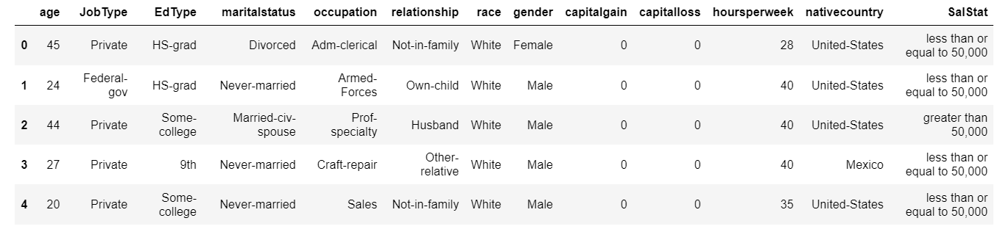 age JobType EdType maritalstatus occupation relationship race gender capitalgain capitalloss hoursperweek nativecountry SalStat
0 45 Private HS-grad Divorced Adm-clerical Not-in-family White Female 0 0 28 United-States less than or equal to 50,000
1 24 Federal-gov HS-grad Never-married Armed-Forces Own-child White Male 0 0 40 United-States less than or equal to 50,000
2 44 Private Some-college Married-civ-spouse Prof-specialty Husband White Male 0 0 40 United-States greater than 50,000
3 27 Private 9th Never-married Craft-repair Other-relative White Male 0 0 40 Mexico less than or equal to 50,000
4 20 Private Some-college Never-married Sales Not-in-family White Male 0 0 35 United-States less than or equal to 50,000